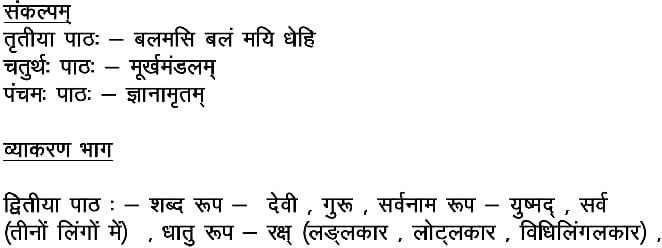 संकल्पम्
तृतीया पाठः – बलमसि बलं मयि धेहि
चतुर्थः पाठः – मूर्खमंडलम्
पंचमः पाठः – ज्ञानामृतम्
व्याकरण भाग
द्वितीया पाठ : – शब्द रूप – देवी , गुरू , सर्वनाम रूप – युष्मद् , सर्व
(तीनों लिंगों में) , धातु रूप – रक्ष् (लङ्लकार , लोट्लकार , विधिलिंगलकार) ,